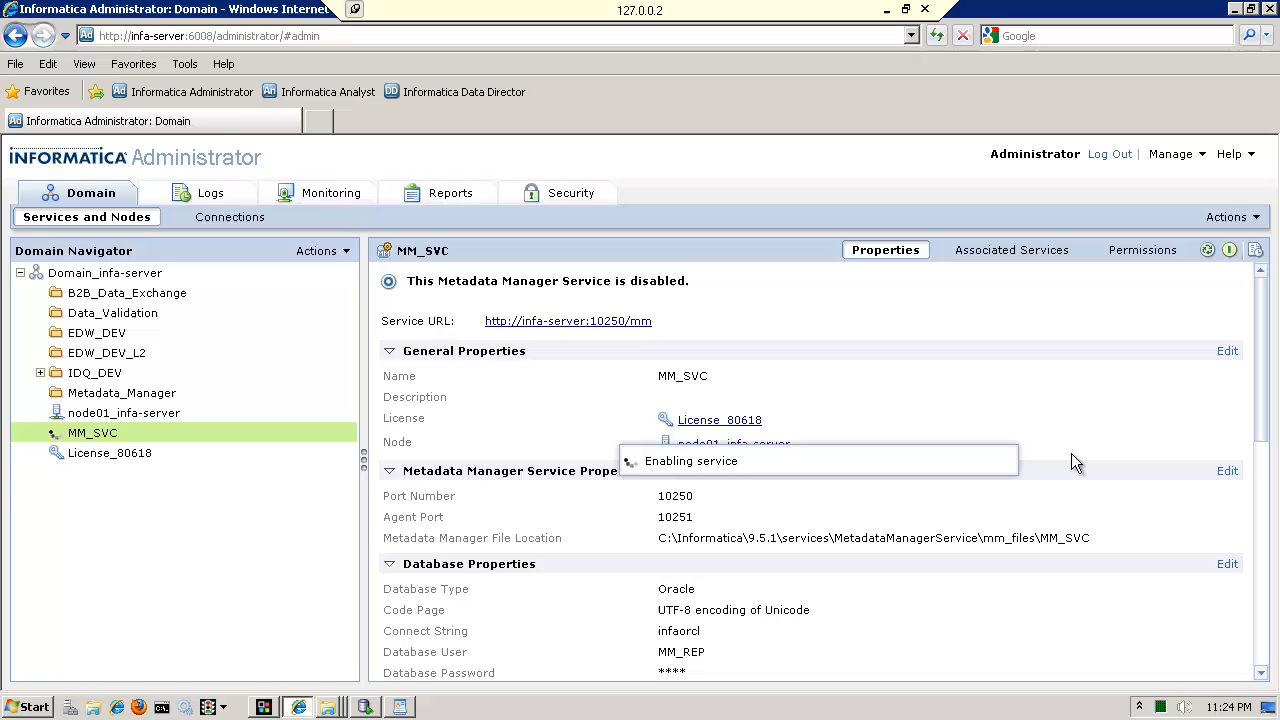 Informatica Administrator: Domain - Windows Internet
127.0.0.2
http://infa-server:6008/administrator/#admin
Google
File Edit View Favorites Tools Help
Favorites Informatica Administrator Informatica Analyst Informatica Data Director
Informatica Administrator: Domain
INFORMATICA Administrator
Administrator Log Out | Manage Help
Domain Logs Monitoring Reports Security
Services and Nodes Connections Actions
Domain Navigator Actions
Domain_infa-server
B2B_Data_Exchange
Data_Validation
EDW_DEV
EDW_DEV_L2
IDQ_DEV
Metadata_Manager
node01_infa-server
MM_SVC
License_80618
MM_SVC Properties Associated Services Permissions
This Metadata Manager Service is disabled.
Service URL: http://infa-server:10250/mm
General Properties Edit
Name MM_SVC
Description
License License_80618
Node node01_infa-server
Enabling service
Metadata Manager Service Prope Edit
Port Number 10250
Agent Port 10251
Metadata Manager File Location C:\Informatica\9.5.1\services\MetadataManagerService\mm_files\MM_SVC
Database Properties Edit
Database Type Oracle
Code Page UTF-8 encoding of Unicode
Connect String infaorcl
Database User MM_REP
Database Password ****
Start 11:24 PM